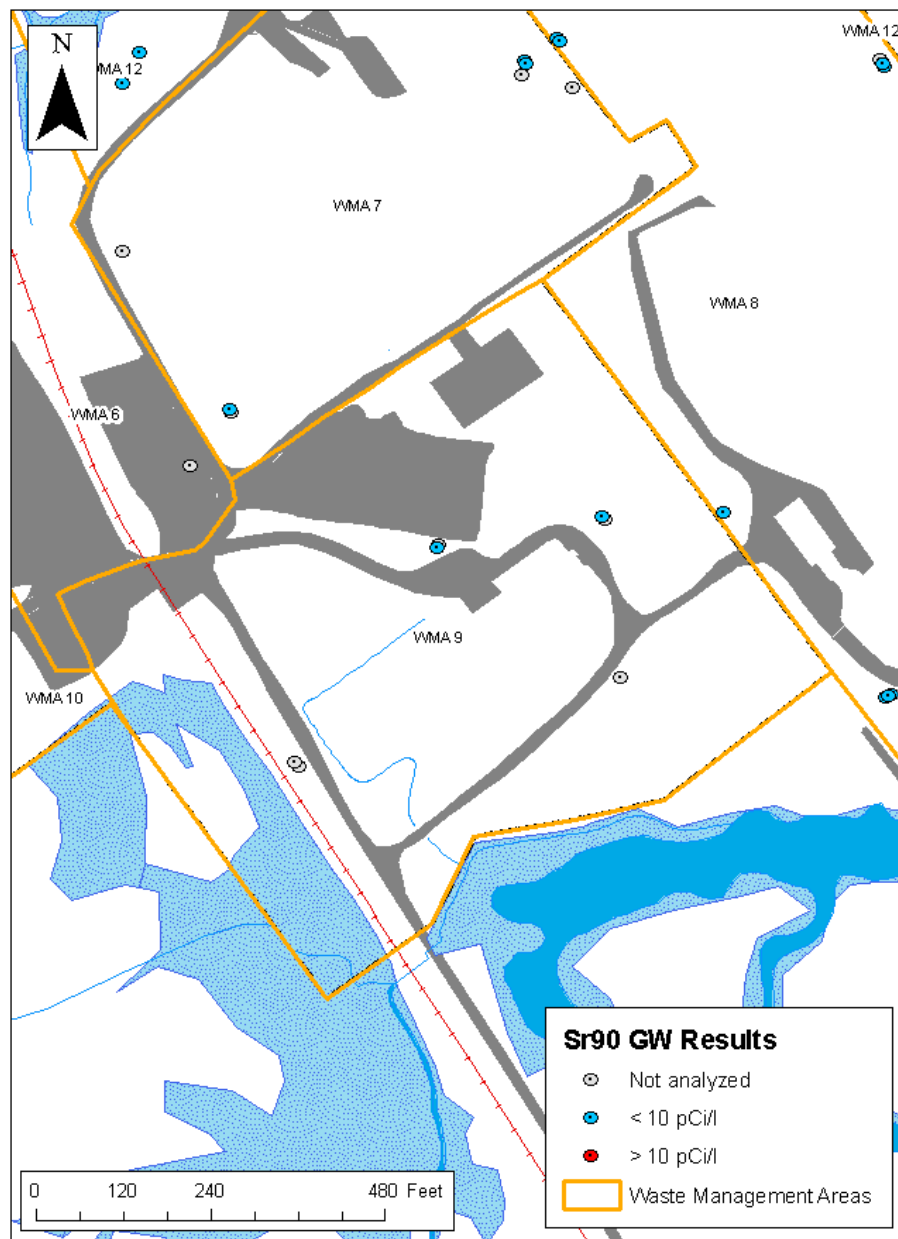 N
WMA 12
WMA 12
WMA 7
WMA 8
WMA 6
WMA 9
WMA 10
Sr90 GW Results
Not analyzed
< 10 pCi/l
> 10 pCi/l
Waste Management Areas
0 120 240 480 Feet